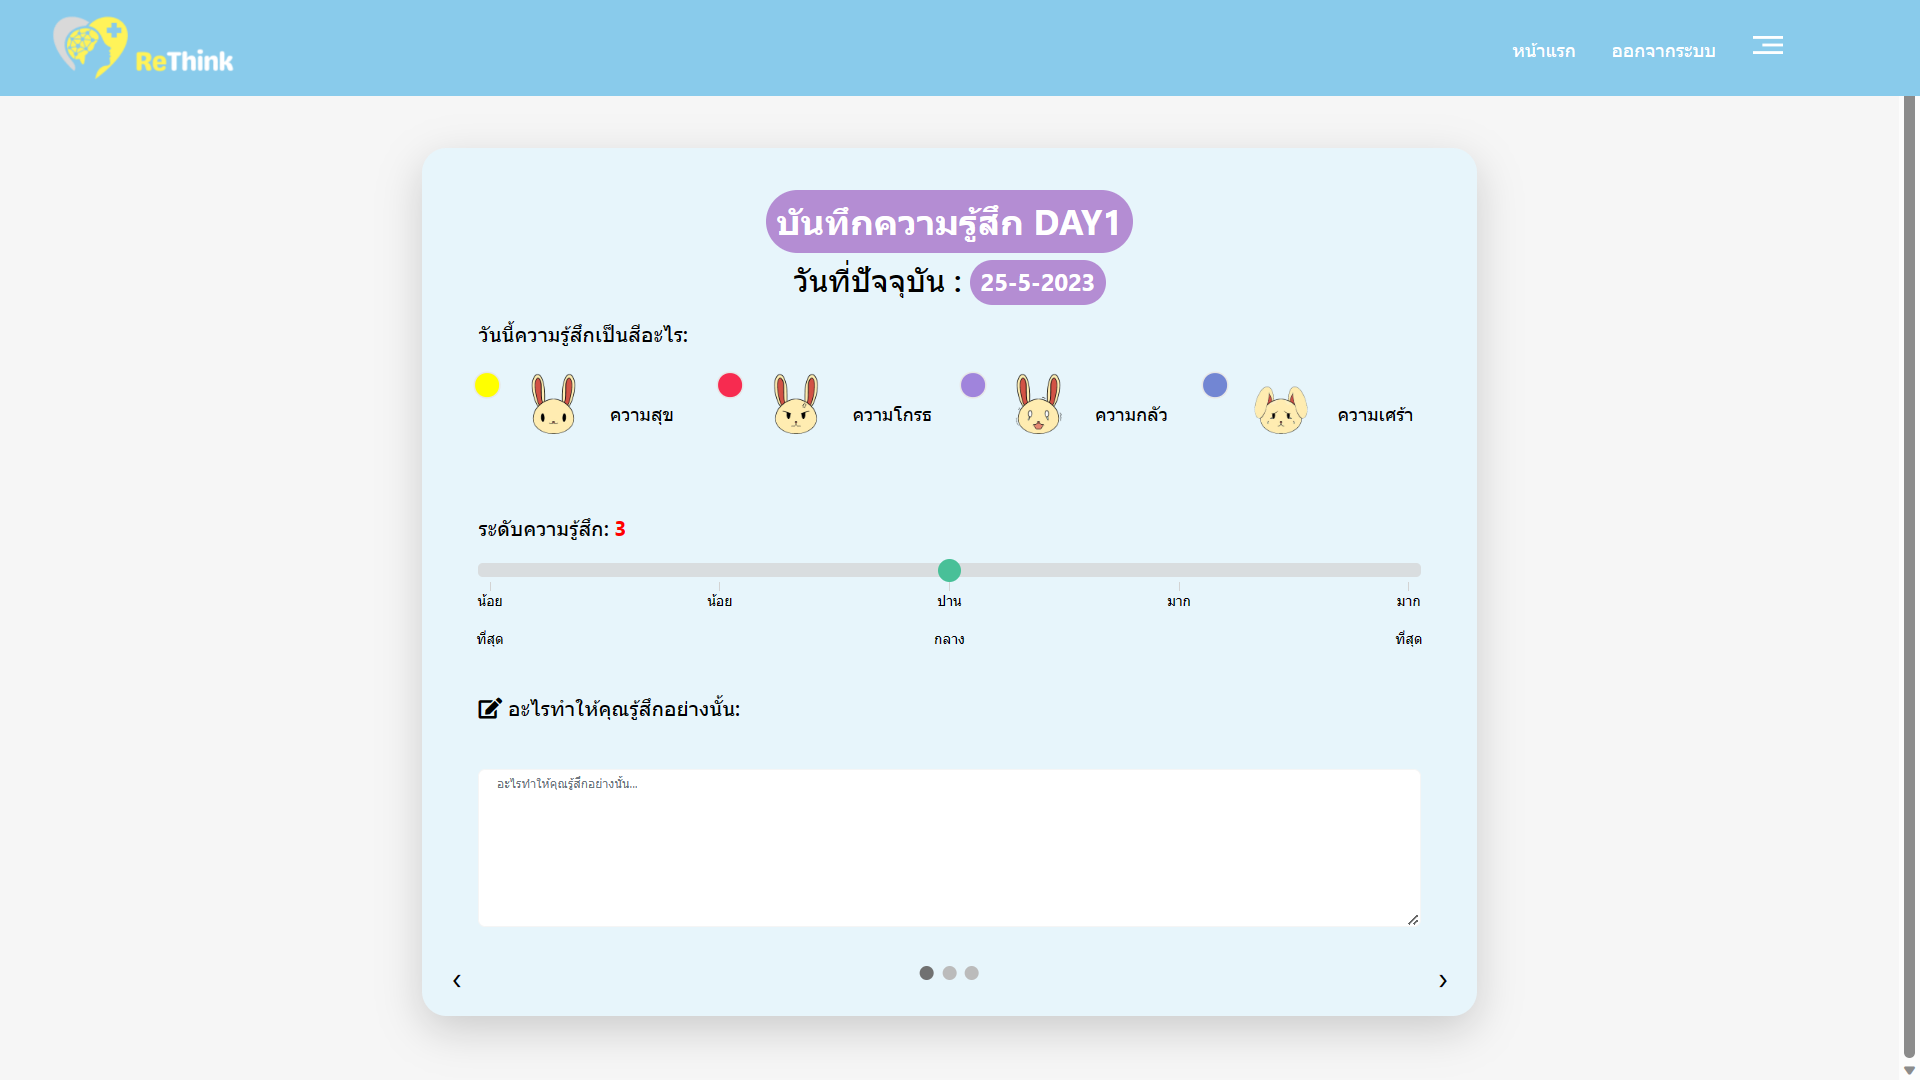 ReThink
หน้าแรก
ออกจากระบบ
บันทึกความรู้สึก DAY1
วันที่ปัจจุบัน : 25-5-2023
วันนี้ความรู้สึกเป็นสีอะไร:
ความสุข
ความโกรธ
ความกลัว
ความเศร้า
ระดับความรู้สึก: 3
น้อย
ที่สุด
น้อย
ปาน
กลาง
มาก
มาก
ที่สุด
อะไรทำให้คุณรู้สึกอย่างนั้น:
อะไรทำให้คุณรู้สึกอย่างนั้น...